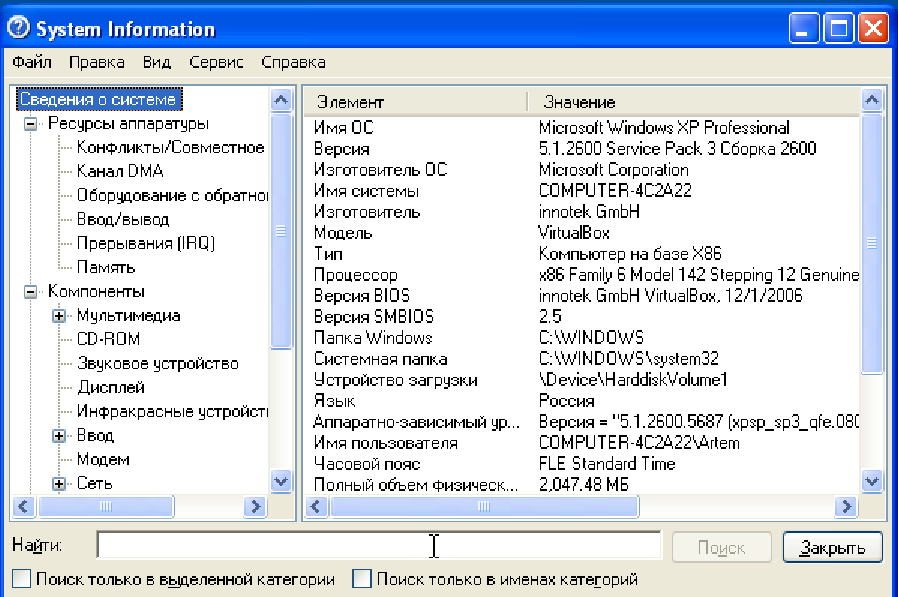 System Information
Файл Правка Вид Сервис Справка
Сведения о системе
Ресурсы аппаратуры
Конфликты/Совместное
Канал DMA
Оборудование с обратно
Ввод/вывод
Прерывания (IRQ)
Память
Компоненты
Мультимедиа
CD-ROM
Звуковое устройство
Дисплей
Инфракрасные устройст
Ввод
Модем
Сеть
Элемент Значение
Имя ОС Microsoft Windows XP Professional
Версия 5.1.2600 Service Pack 3 Сборка 2600
Изготовитель ОС Microsoft Corporation
Имя системы COMPUTER-4C2A22
Изготовитель innotek GmbH
Модель VirtualBox
Тип Компьютер на базе X86
Процессор x86 Family 6 Model 142 Stepping 12 Genuine
Версия BIOS innotek GmbH VirtualBox, 12/1/2006
Версия SMBIOS 2.5
Папка Windows C:\WINDOWS
Системная папка C:\WINDOWS\system32
Устройство загрузки \Device\HarddiskVolume1
Язык Россия
Аппаратно-зависимый ур... Версия = "5.1.2600.5687 (xpsp_sp3_qfe.080
Имя пользователя COMPUTER-4C2A22\Artem
Часовой пояс FLE Standard Time
Полный объем физическ... 2,047.48 МБ
Найти: Поиск Закрыть
Поиск только в выделенной категории Поиск только в именах категорий